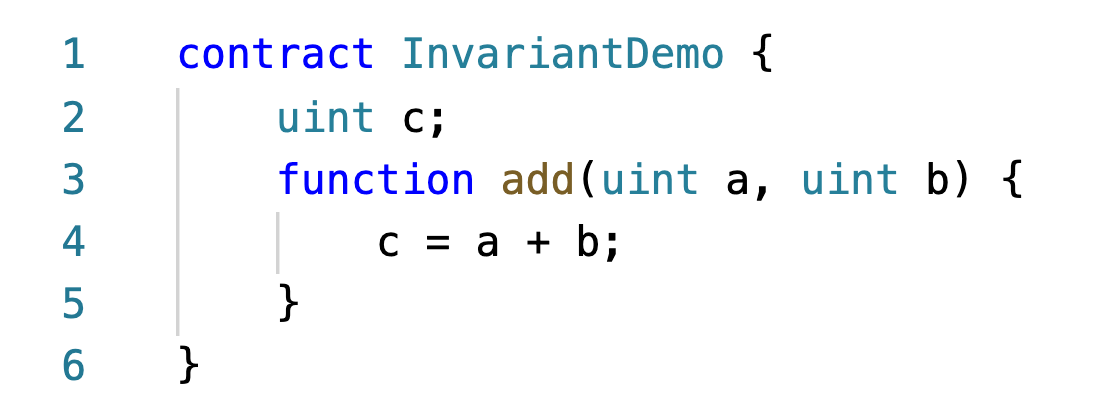 1 contract InvariantDemo {
2 uint c;
3 function add(uint a, uint b) {
4 c = a + b;
5 }
6 }